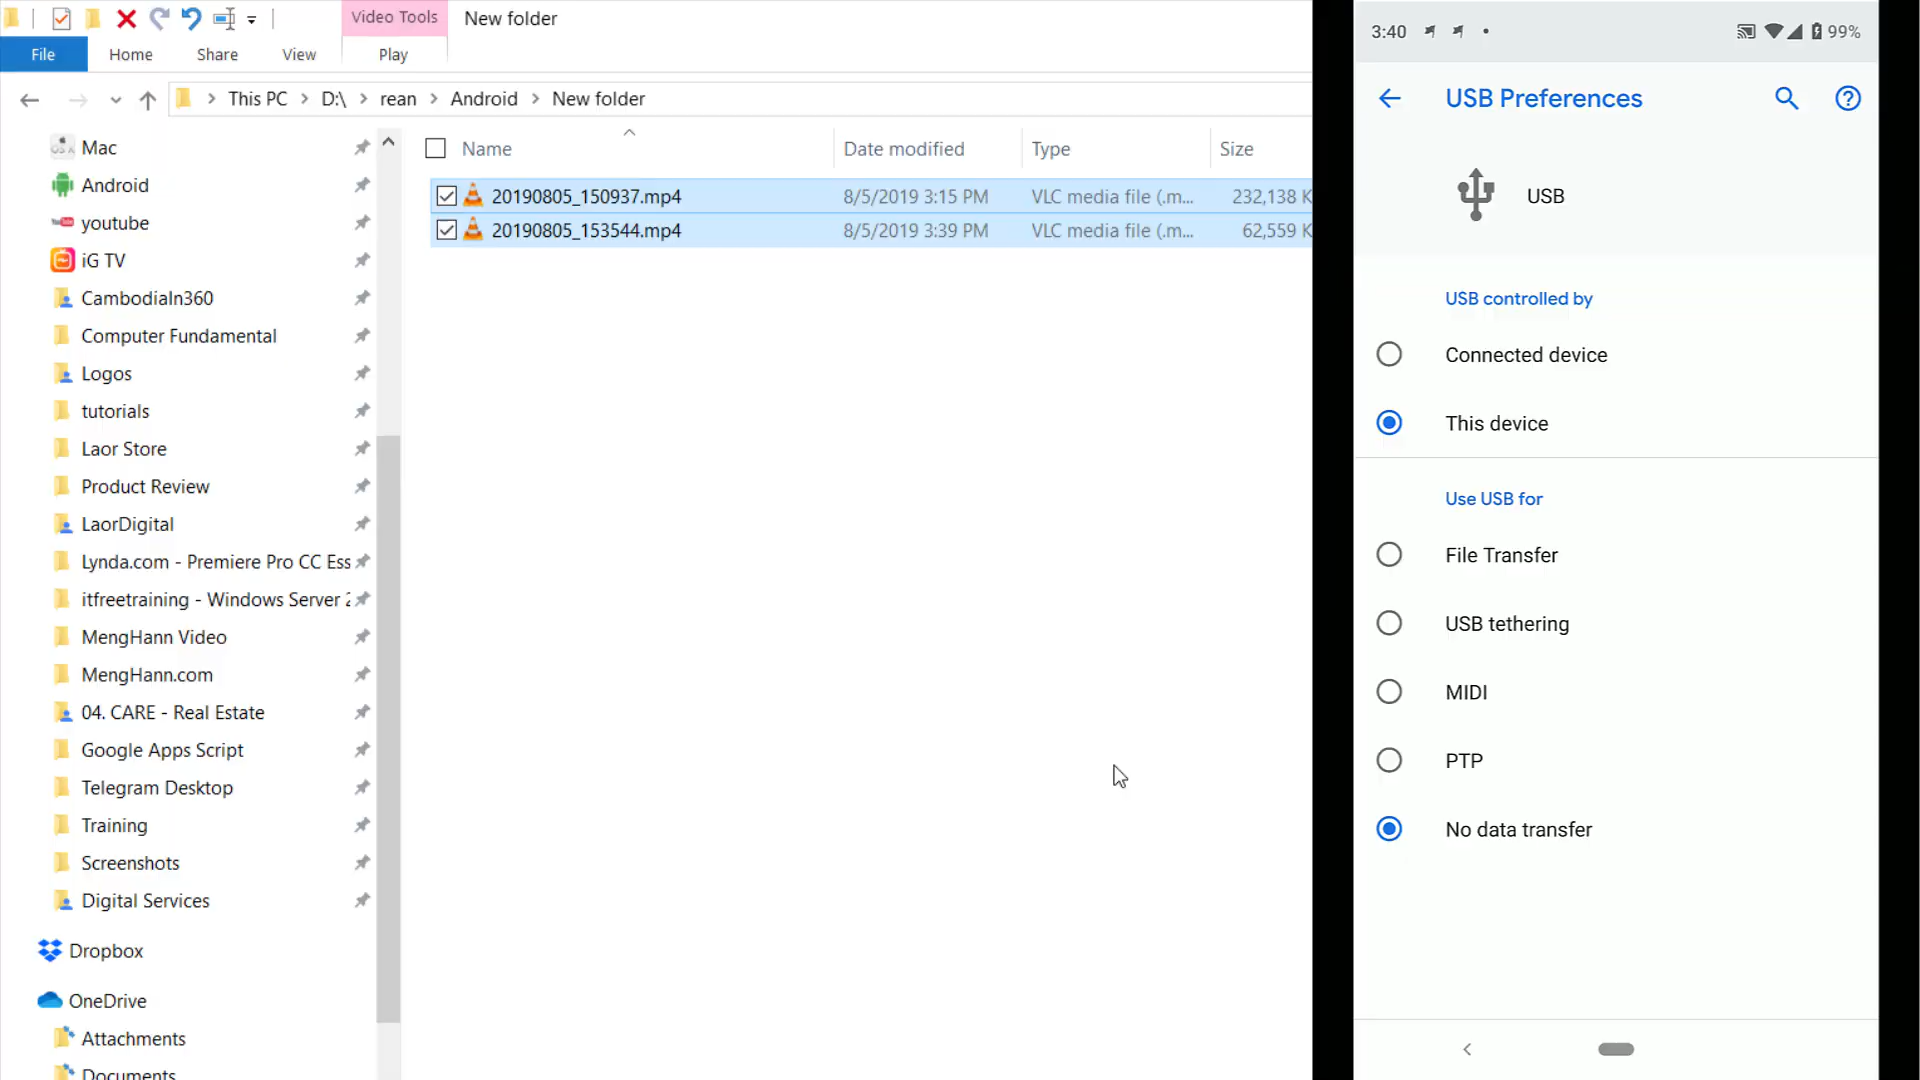 Video Tools
New folder
File
Home
Share
View
Play
This PC
D:\
rean
Android
New folder
Mac
Android
youtube
iG TV
CambodiaIn360
Computer Fundamental
Logos
tutorials
Laor Store
Product Review
LaorDigital
Lynda.com - Premiere Pro CC Ess
itfreetraining - Windows Server 2
MengHann Video
MengHann.com
04. CARE - Real Estate
Google Apps Script
Telegram Desktop
Training
Screenshots
Digital Services
Dropbox
OneDrive
Attachments
Documents
Name
Date modified
Type
Size
20190805_150937.mp4
8/5/2019 3:15 PM
VLC media file (.m...
232,138 K
20190805_153544.mp4
8/5/2019 3:39 PM
VLC media file (.m...
62,559 K
3:40
99%
USB Preferences
USB
USB controlled by
Connected device
This device
Use USB for
File Transfer
USB tethering
MIDI
PTP
No data transfer